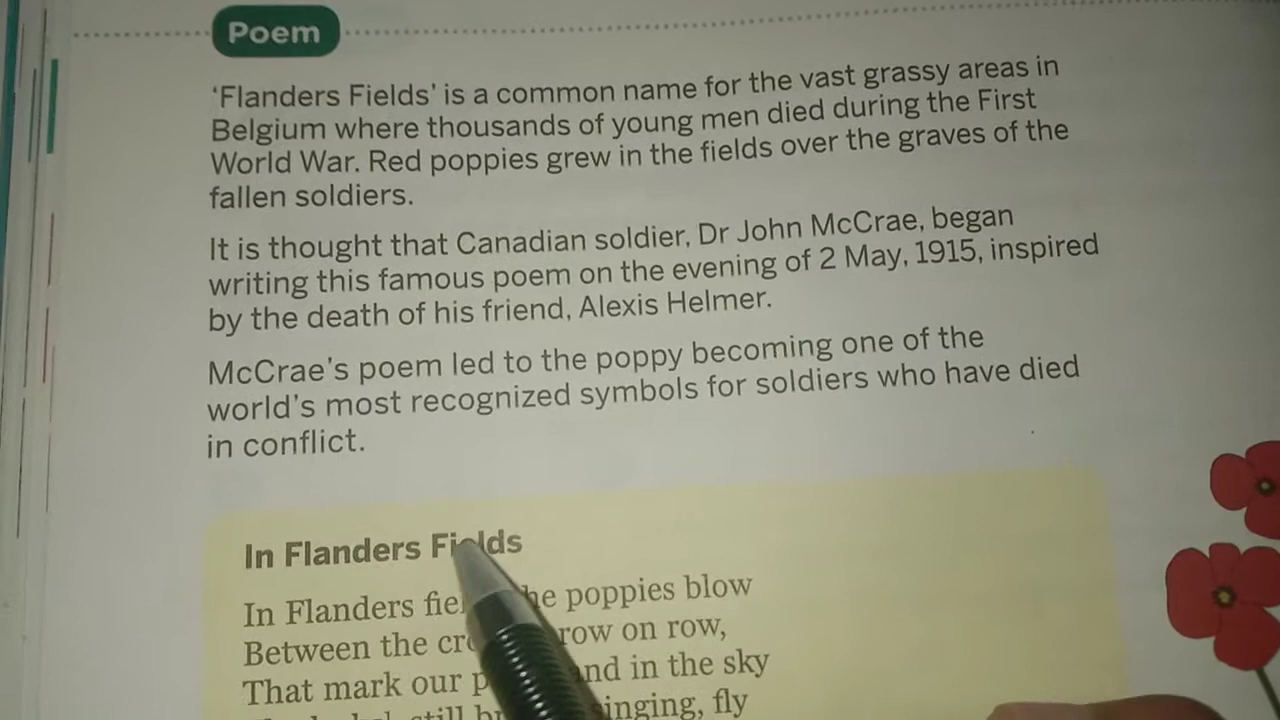 Poem
‘Flanders Fields’ is a common name for the vast grassy areas in
Belgium where thousands of young men died during the First
World War. Red poppies grew in the fields over the graves of the
fallen soldiers.
It is thought that Canadian soldier, Dr John McCrae, began
writing this famous poem on the evening of 2 May, 1915, inspired
by the death of his friend, Alexis Helmer.
McCrae’s poem led to the poppy becoming one of the
world’s most recognized symbols for soldiers who have died
in conflict.
In Flanders Fields
In Flanders poppies blow
Between the row on row,
That mark our in the sky
still singing, fly